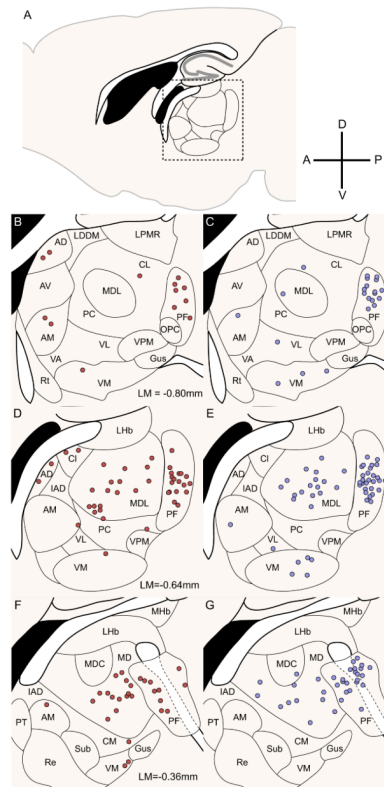 A
D
A P
V
B
AD LDDM LPMR
CL
AV MDL
PC PF
OPC
AM VL VPM
VA Gus
Rt VM
LM = -0.80mm
C
AD LDDM LPMR
CL
AV MDL
PC PF
OPC
AM VL VPM
VA Gus
Rt VM
D
LHb
CI
AD
IAD
AM MDL
PC PF
VL VPM
VM
LM=-0.64mm
E
LHb
CI
AD
IAD
AM MDL
PC PF
VL VPM
VM
F
MHb
LHb
MDC MD
IAD
PT AM PF
CM
Sub Gus
Re VM
LM=-0.36mm
G
MHb
LHb
MDC MD
IAD
PT AM PF
CM
Sub Gus
Re VM